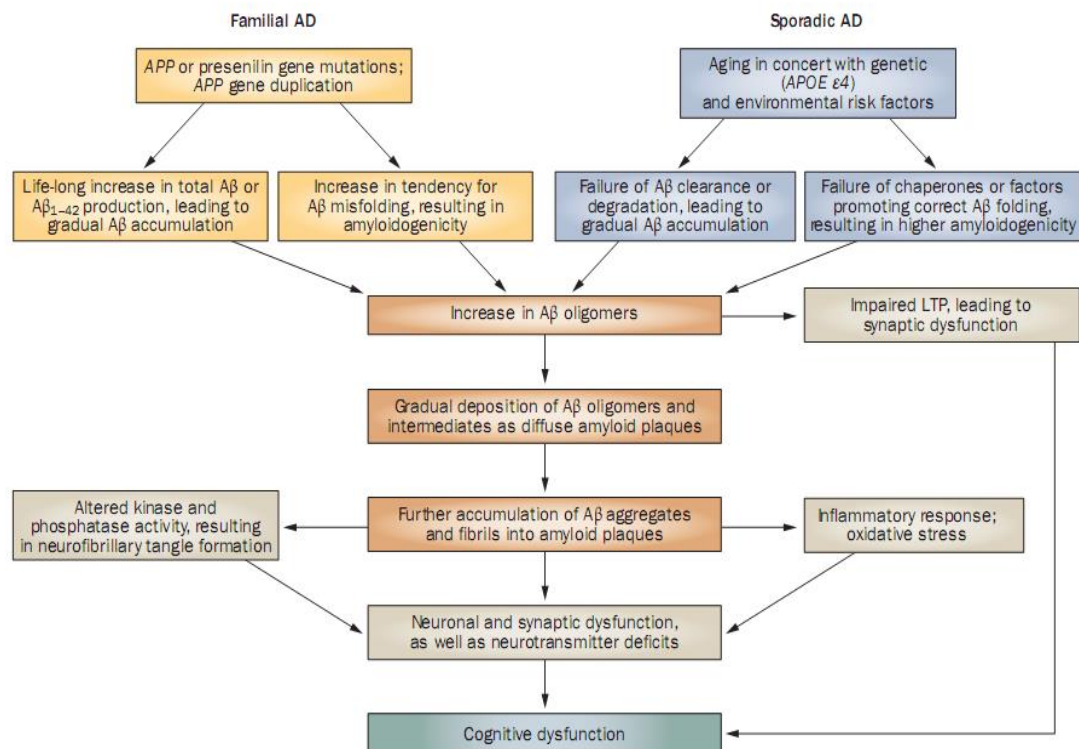 Familial AD
Sporadic AD
APP or presenilin gene mutations;
APP gene duplication
Aging in concert with genetic
(APOE ε4)
and environmental risk factors
Life-long increase in total Aβ or
Aβ₁₋₄₂ production, leading to
gradual Aβ accumulation
Increase in tendency for
Aβ misfolding, resulting in
amyloidogenicity
Failure of Aβ clearance or
degradation, leading to
gradual Aβ accumulation
Failure of chaperones or factors
promoting correct Aβ folding,
resulting in higher amyloidogenicity
Increase in Aβ oligomers
Impaired LTP, leading to
synaptic dysfunction
Gradual deposition of Aβ oligomers and
intermediates as diffuse amyloid plaques
Altered kinase and
phosphatase activity, resulting
in neurofibrillary tangle formation
Further accumulation of Aβ aggregates
and fibrils into amyloid plaques
Inflammatory response;
oxidative stress
Neuronal and synaptic dysfunction,
as well as neurotransmitter deficits
Cognitive dysfunction